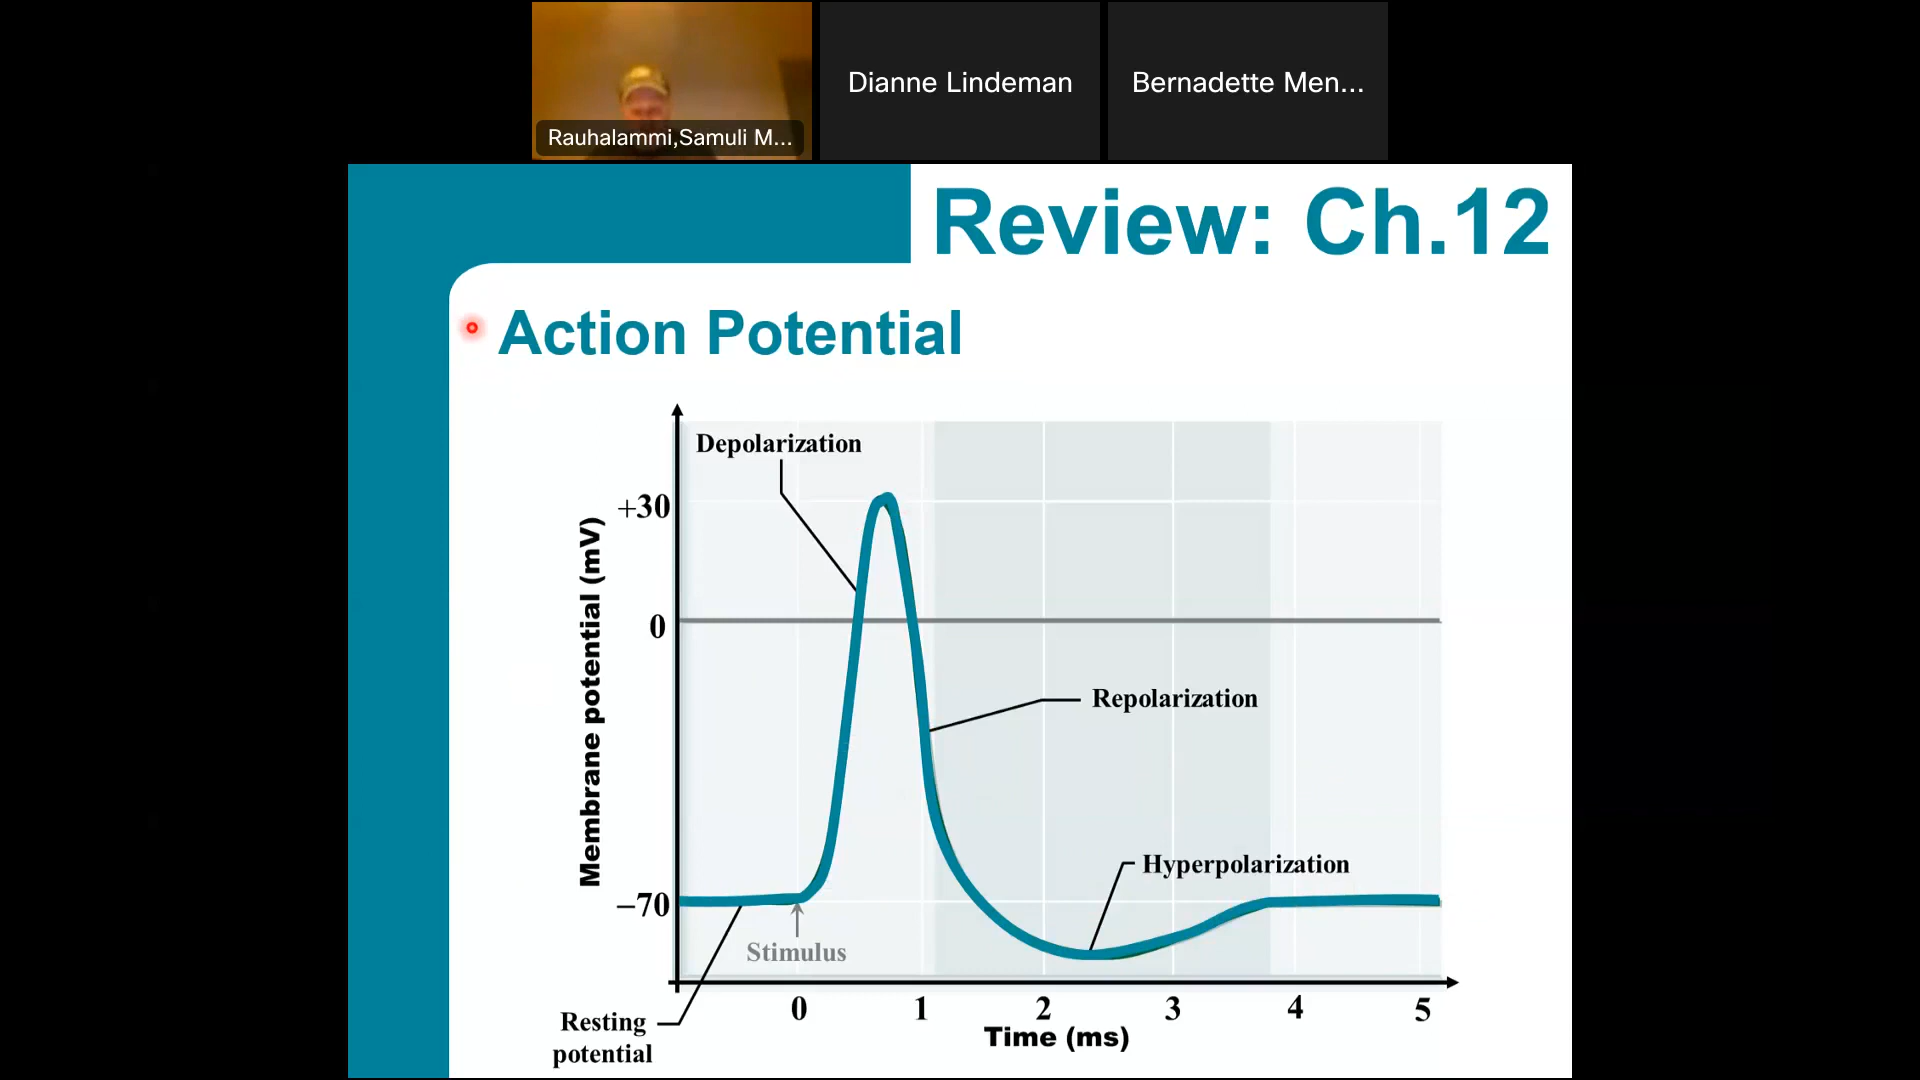 Dianne Lindeman
Bernadette Men...
Rauhalammi,Samuli M...
Review: Ch.12
Action Potential
Depolarization
+30
Membrane potential (mV)
0
Repolarization
Hyperpolarization
–70
Stimulus
0 1 2 3 4 5
Time (ms)
Resting
potential